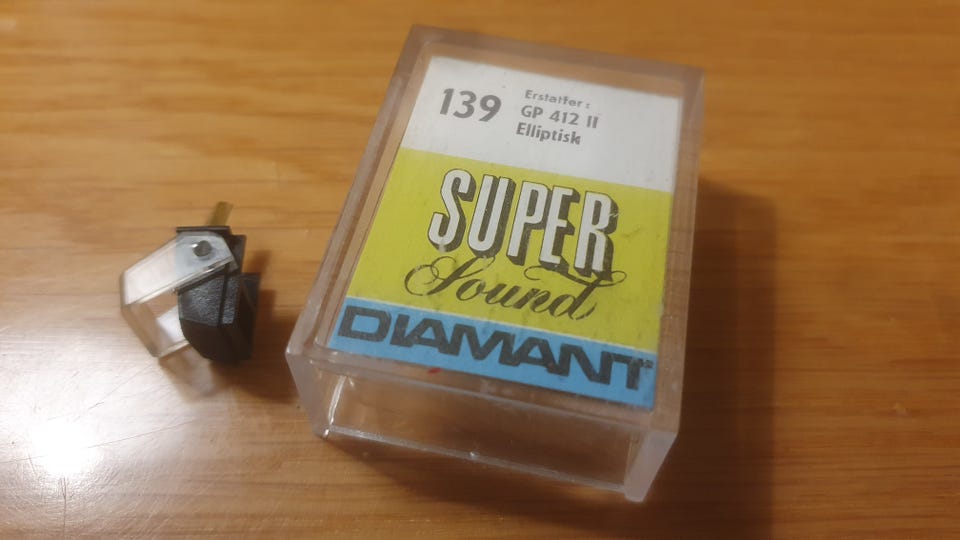 139
Erstatter:
GP 412 II
Elliptisk
SUPER
Sound
DIAMANT